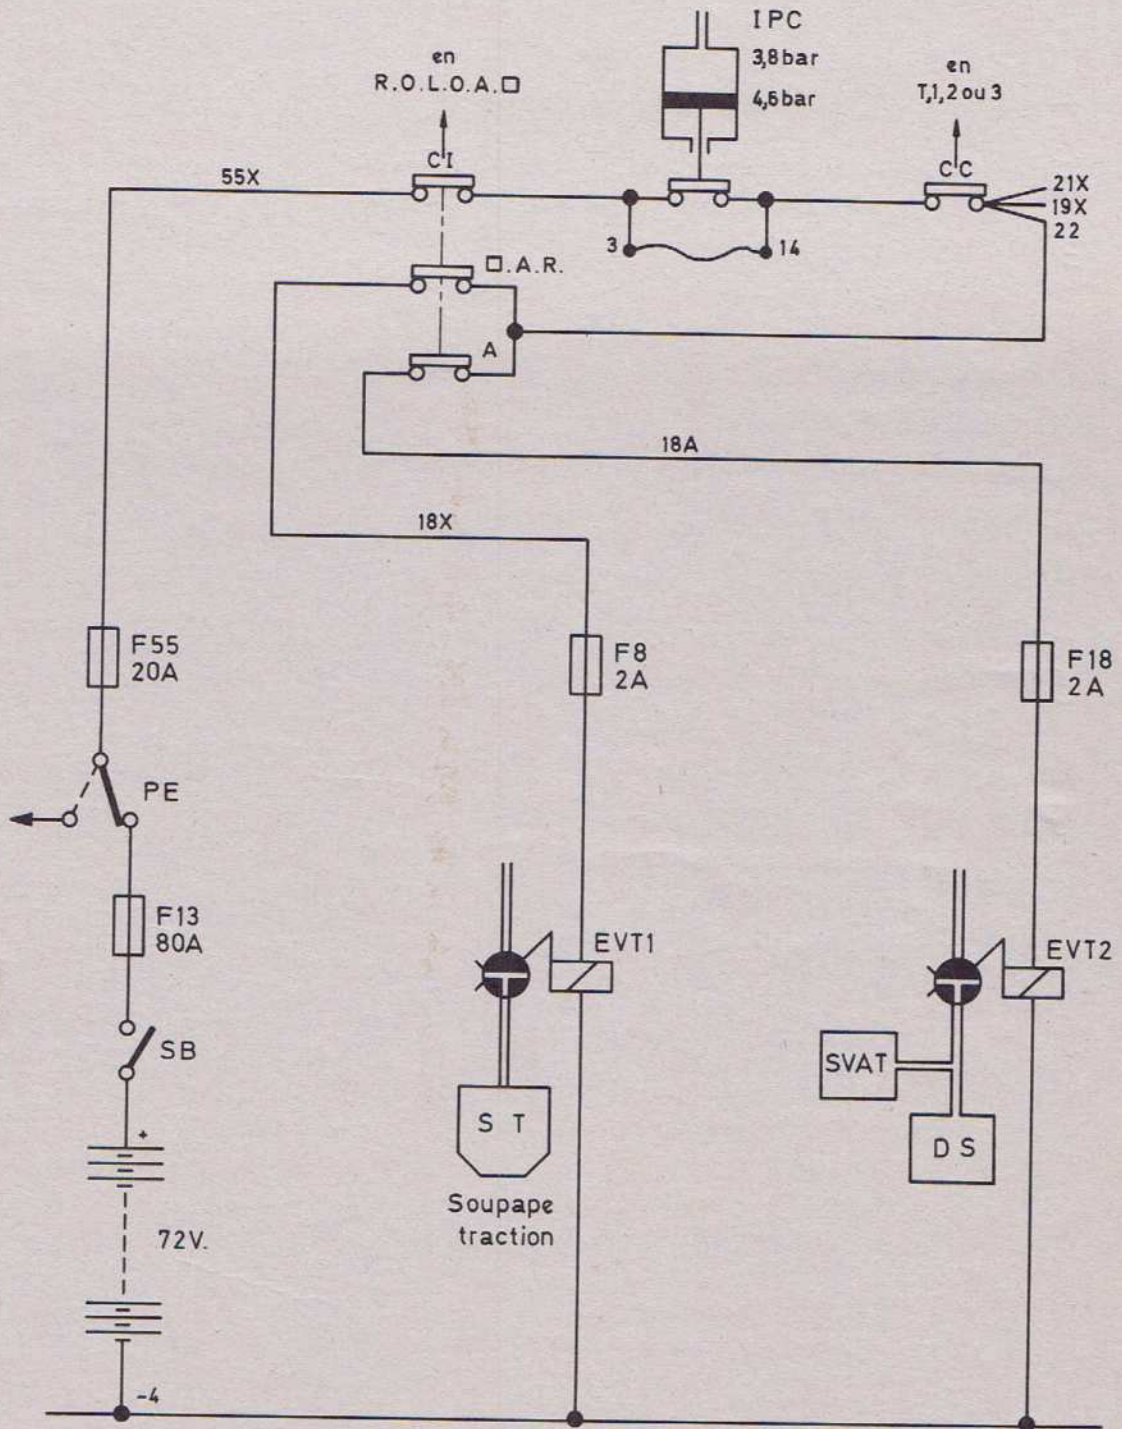 IPC
3,8bar
4,6bar
en
R.O.L.O.A.□
en
T,1,2 ou 3
CI
CC
55X
21X
19X
22
3
14
□.A.R.
A
18A
18X
F55
20A
F8
2A
F18
2A
PE
F13
80A
EVT1
EVT2
SB
SVAT
+
S T
D S
Soupape
traction
72V.
-4